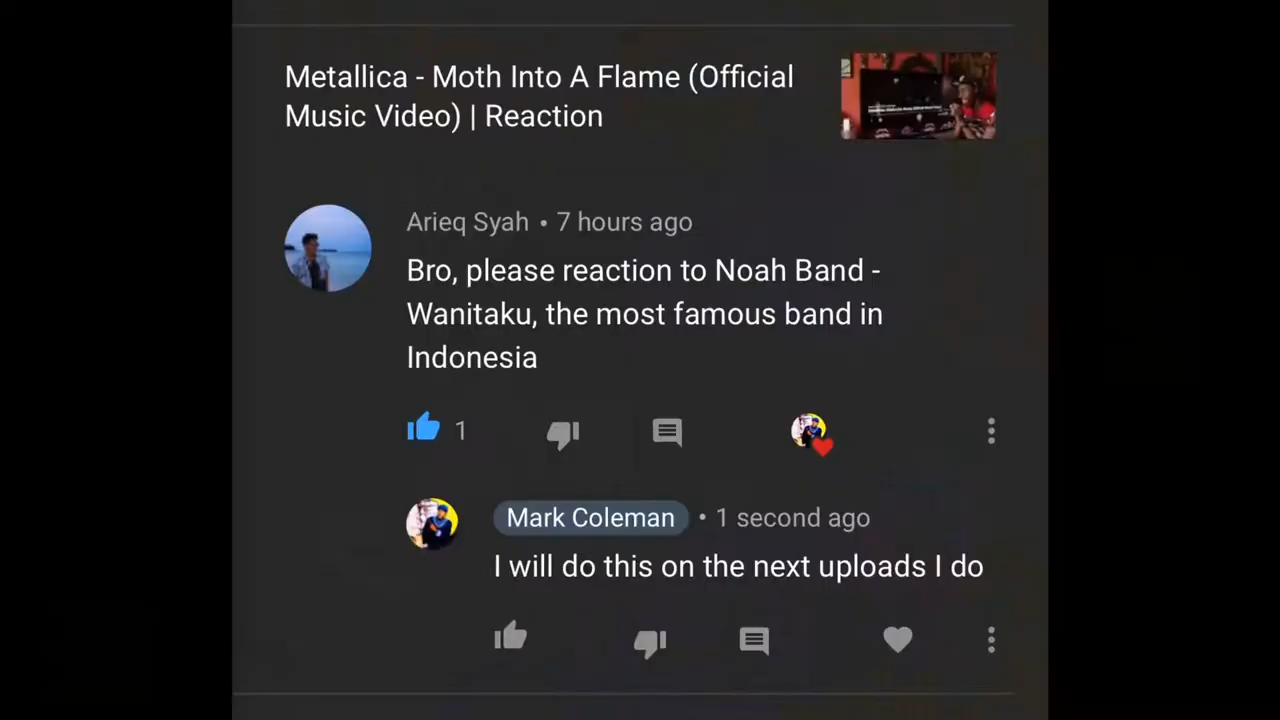 Metallica - Moth Into A Flame (Official
Music Video) | Reaction
Arieq Syah • 7 hours ago
Bro, please reaction to Noah Band -
Wanitaku, the most famous band in
Indonesia
1
Mark Coleman • 1 second ago
I will do this on the next uploads I do